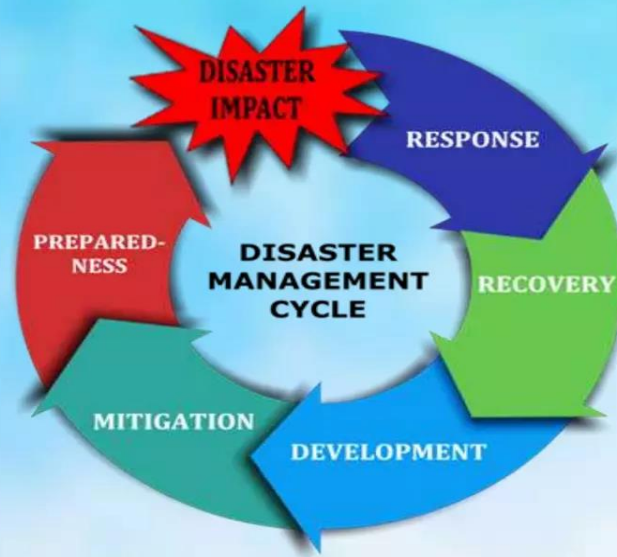 DISASTER
IMPACT
RESPONSE
PREPARED-
NESS
DISASTER
MANAGEMENT
CYCLE
RECOVERY
MITIGATION
DEVELOPMENT